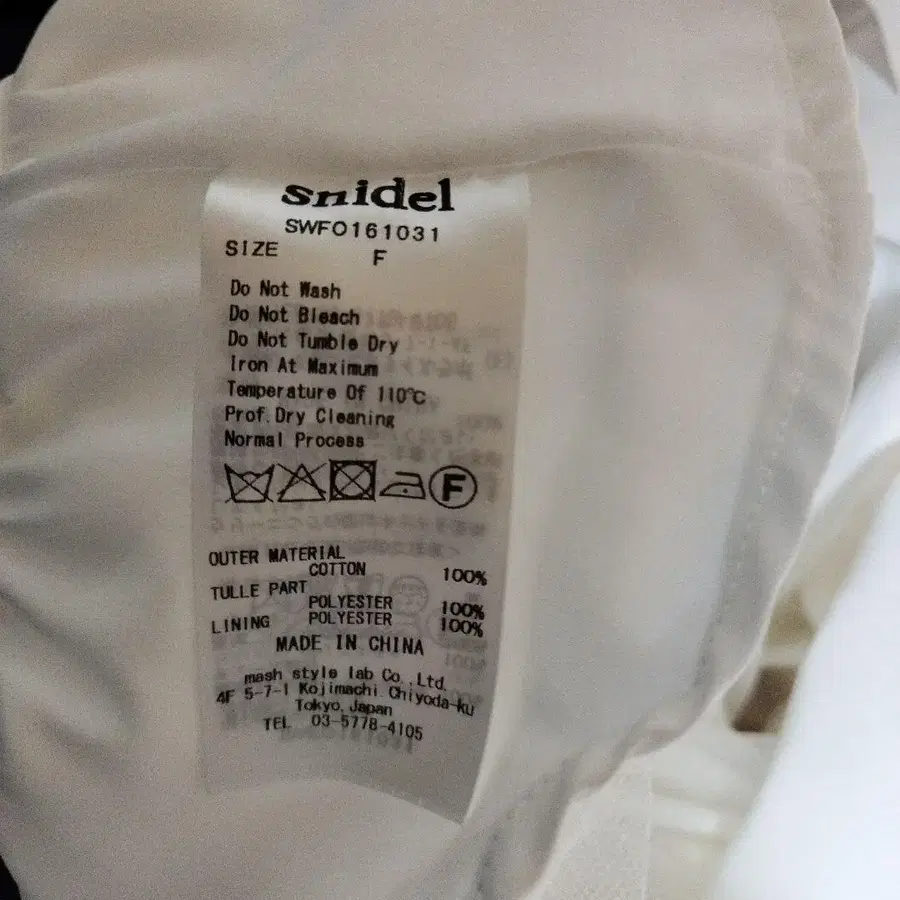 snidel
SWFO161031
SIZE F
Do Not Wash
Do Not Bleach
Do Not Tumble Dry
Iron At Maximum
Temperature Of 110℃
Prof. Dry Cleaning
Normal Process
F
OUTER MATERIAL
COTTON 100%
TULLE PART
POLYESTER 100%
LINING POLYESTER 100%
MADE IN CHINA
mash style lab Co.,Ltd.
4F 5-7-1 Kojimachi Chiyoda-ku
Tokyo, Japan
TEL 03-5778-4105